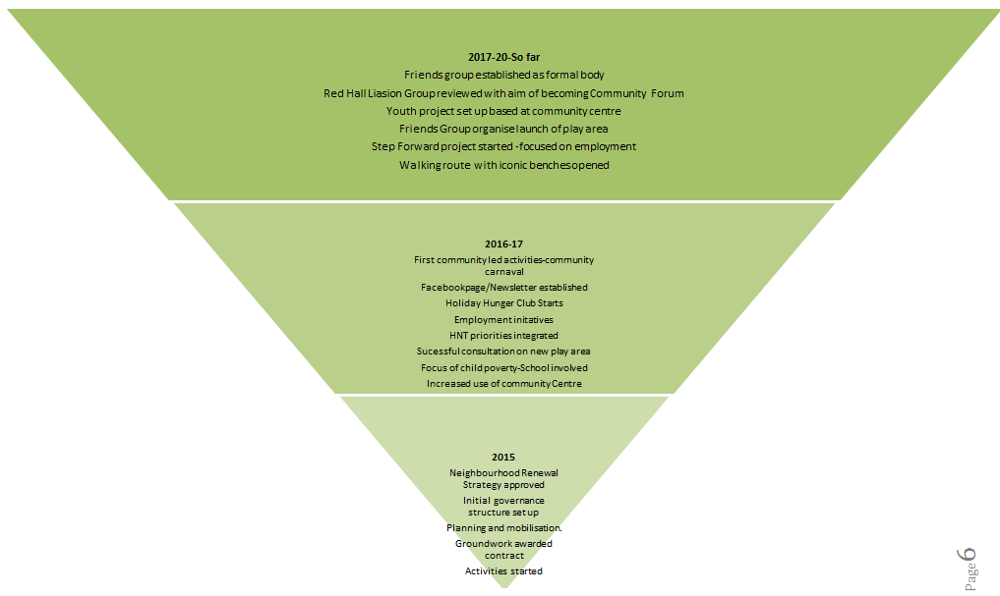 2017-20-So far
Friends group established as formal body
Red Hall Liasion Group reviewed with aim of becoming Community Forum
Youth project set up based at community centre
Friends Group organise launch of play area
Step Forward project started -focused on employment
Walking route with iconic benches opened
2016-17
First community led activities-community
carnaval
Facebookpage/Newsletter established
Holiday Hunger Club Starts
Employment initatives
HNT priorities integrated
Sucessful consultation on new play area
Focus of child poverty-School involved
Increased use of community Centre
2015
Neighbourhood Renewal
Strategy approved
Initial governance
structure set up
Planning and mobilisation.
Groundwork awarded
contract
Activities started
Page 6